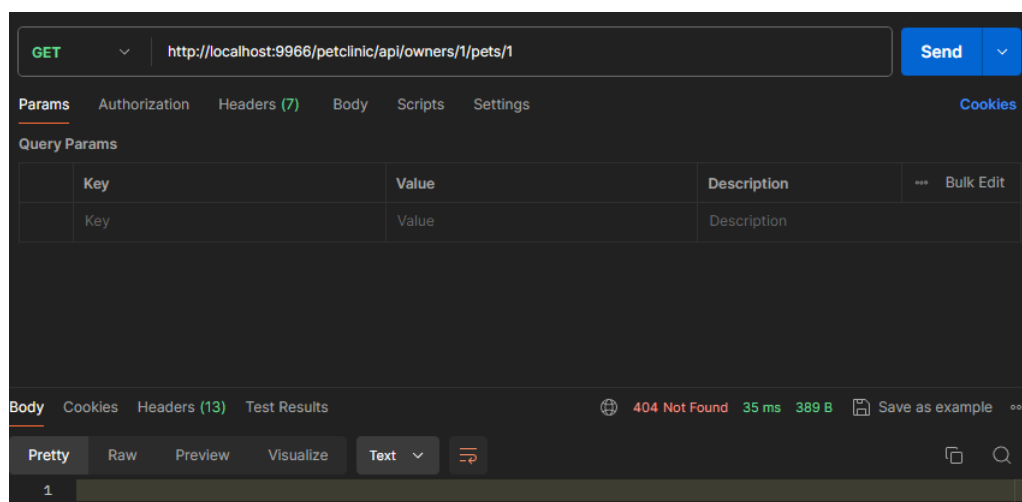 GET http://localhost:9966/petclinic/api/owners/1/pets/1 Send
Params Authorization Headers (7) Body Scripts Settings Cookies
Query Params
Key Value Description Bulk Edit
Key Value Description
Body Cookies Headers (13) Test Results 404 Not Found 35 ms 389 B Save as example
Pretty Raw Preview Visualize Text
1